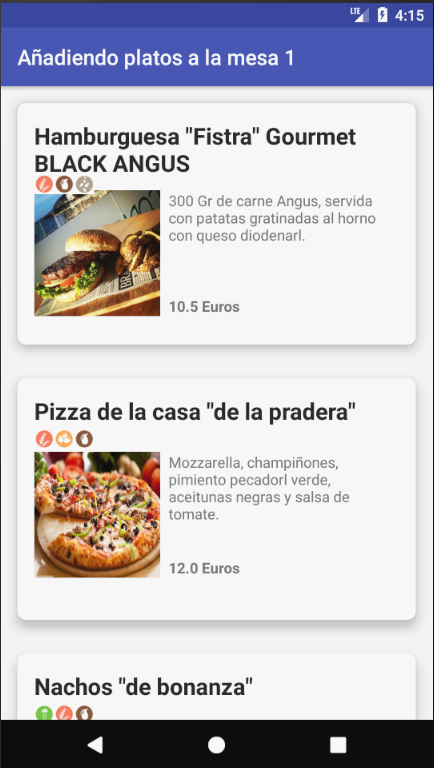 LTE 4:15
Añadiendo platos a la mesa 1
Hamburguesa "Fistra" Gourmet
BLACK ANGUS
300 Gr de carne Angus, servida
con patatas gratinadas al horno
con queso diodenarl.
10.5 Euros
Pizza de la casa "de la pradera"
Mozzarella, champiñones,
pimiento pecadorl verde,
aceitunas negras y salsa de
tomate.
12.0 Euros
Nachos "de bonanza"